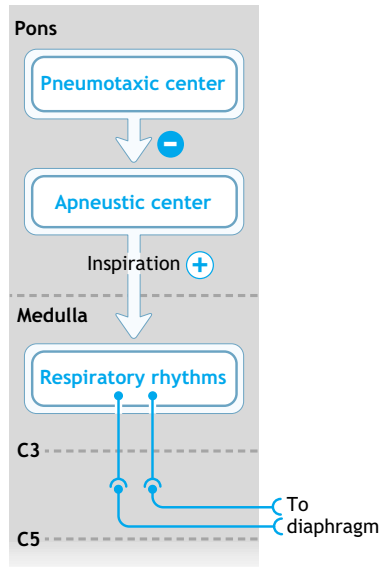 Pons
Pneumotaxic center
−
Apneustic center
Inspiration +
Medulla
Respiratory rhythms
C3
To
diaphragm
C5